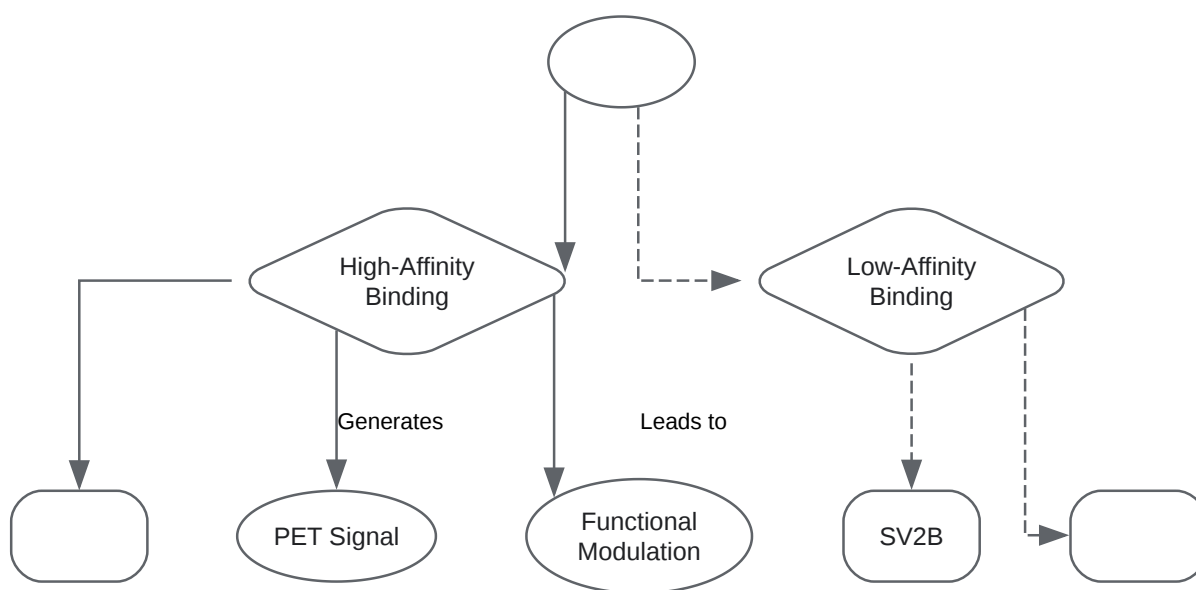 High-Affinity
Binding
Low-Affinity
Binding
Generates
Leads to
PET Signal
Functional
Modulation
SV2B